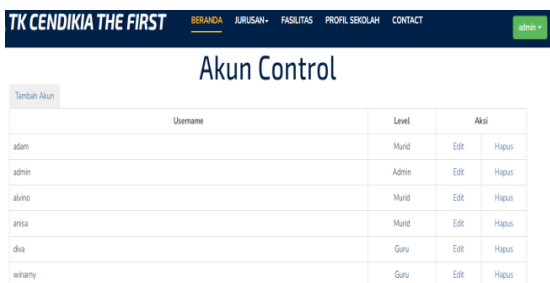 TK CENDIKIA THE FIRST BERANDA JURUSAN FASILITAS PROFIL SEKOLAH CONTACT admin
Akun Control
Tambah Akun
Username Level Aksi
adam Murid Edit Hapus
admin Admin Edit Hapus
alvino Murid Edit Hapus
anisa Murid Edit Hapus
diva Guru Edit Hapus
winarny Guru Edit Hapus